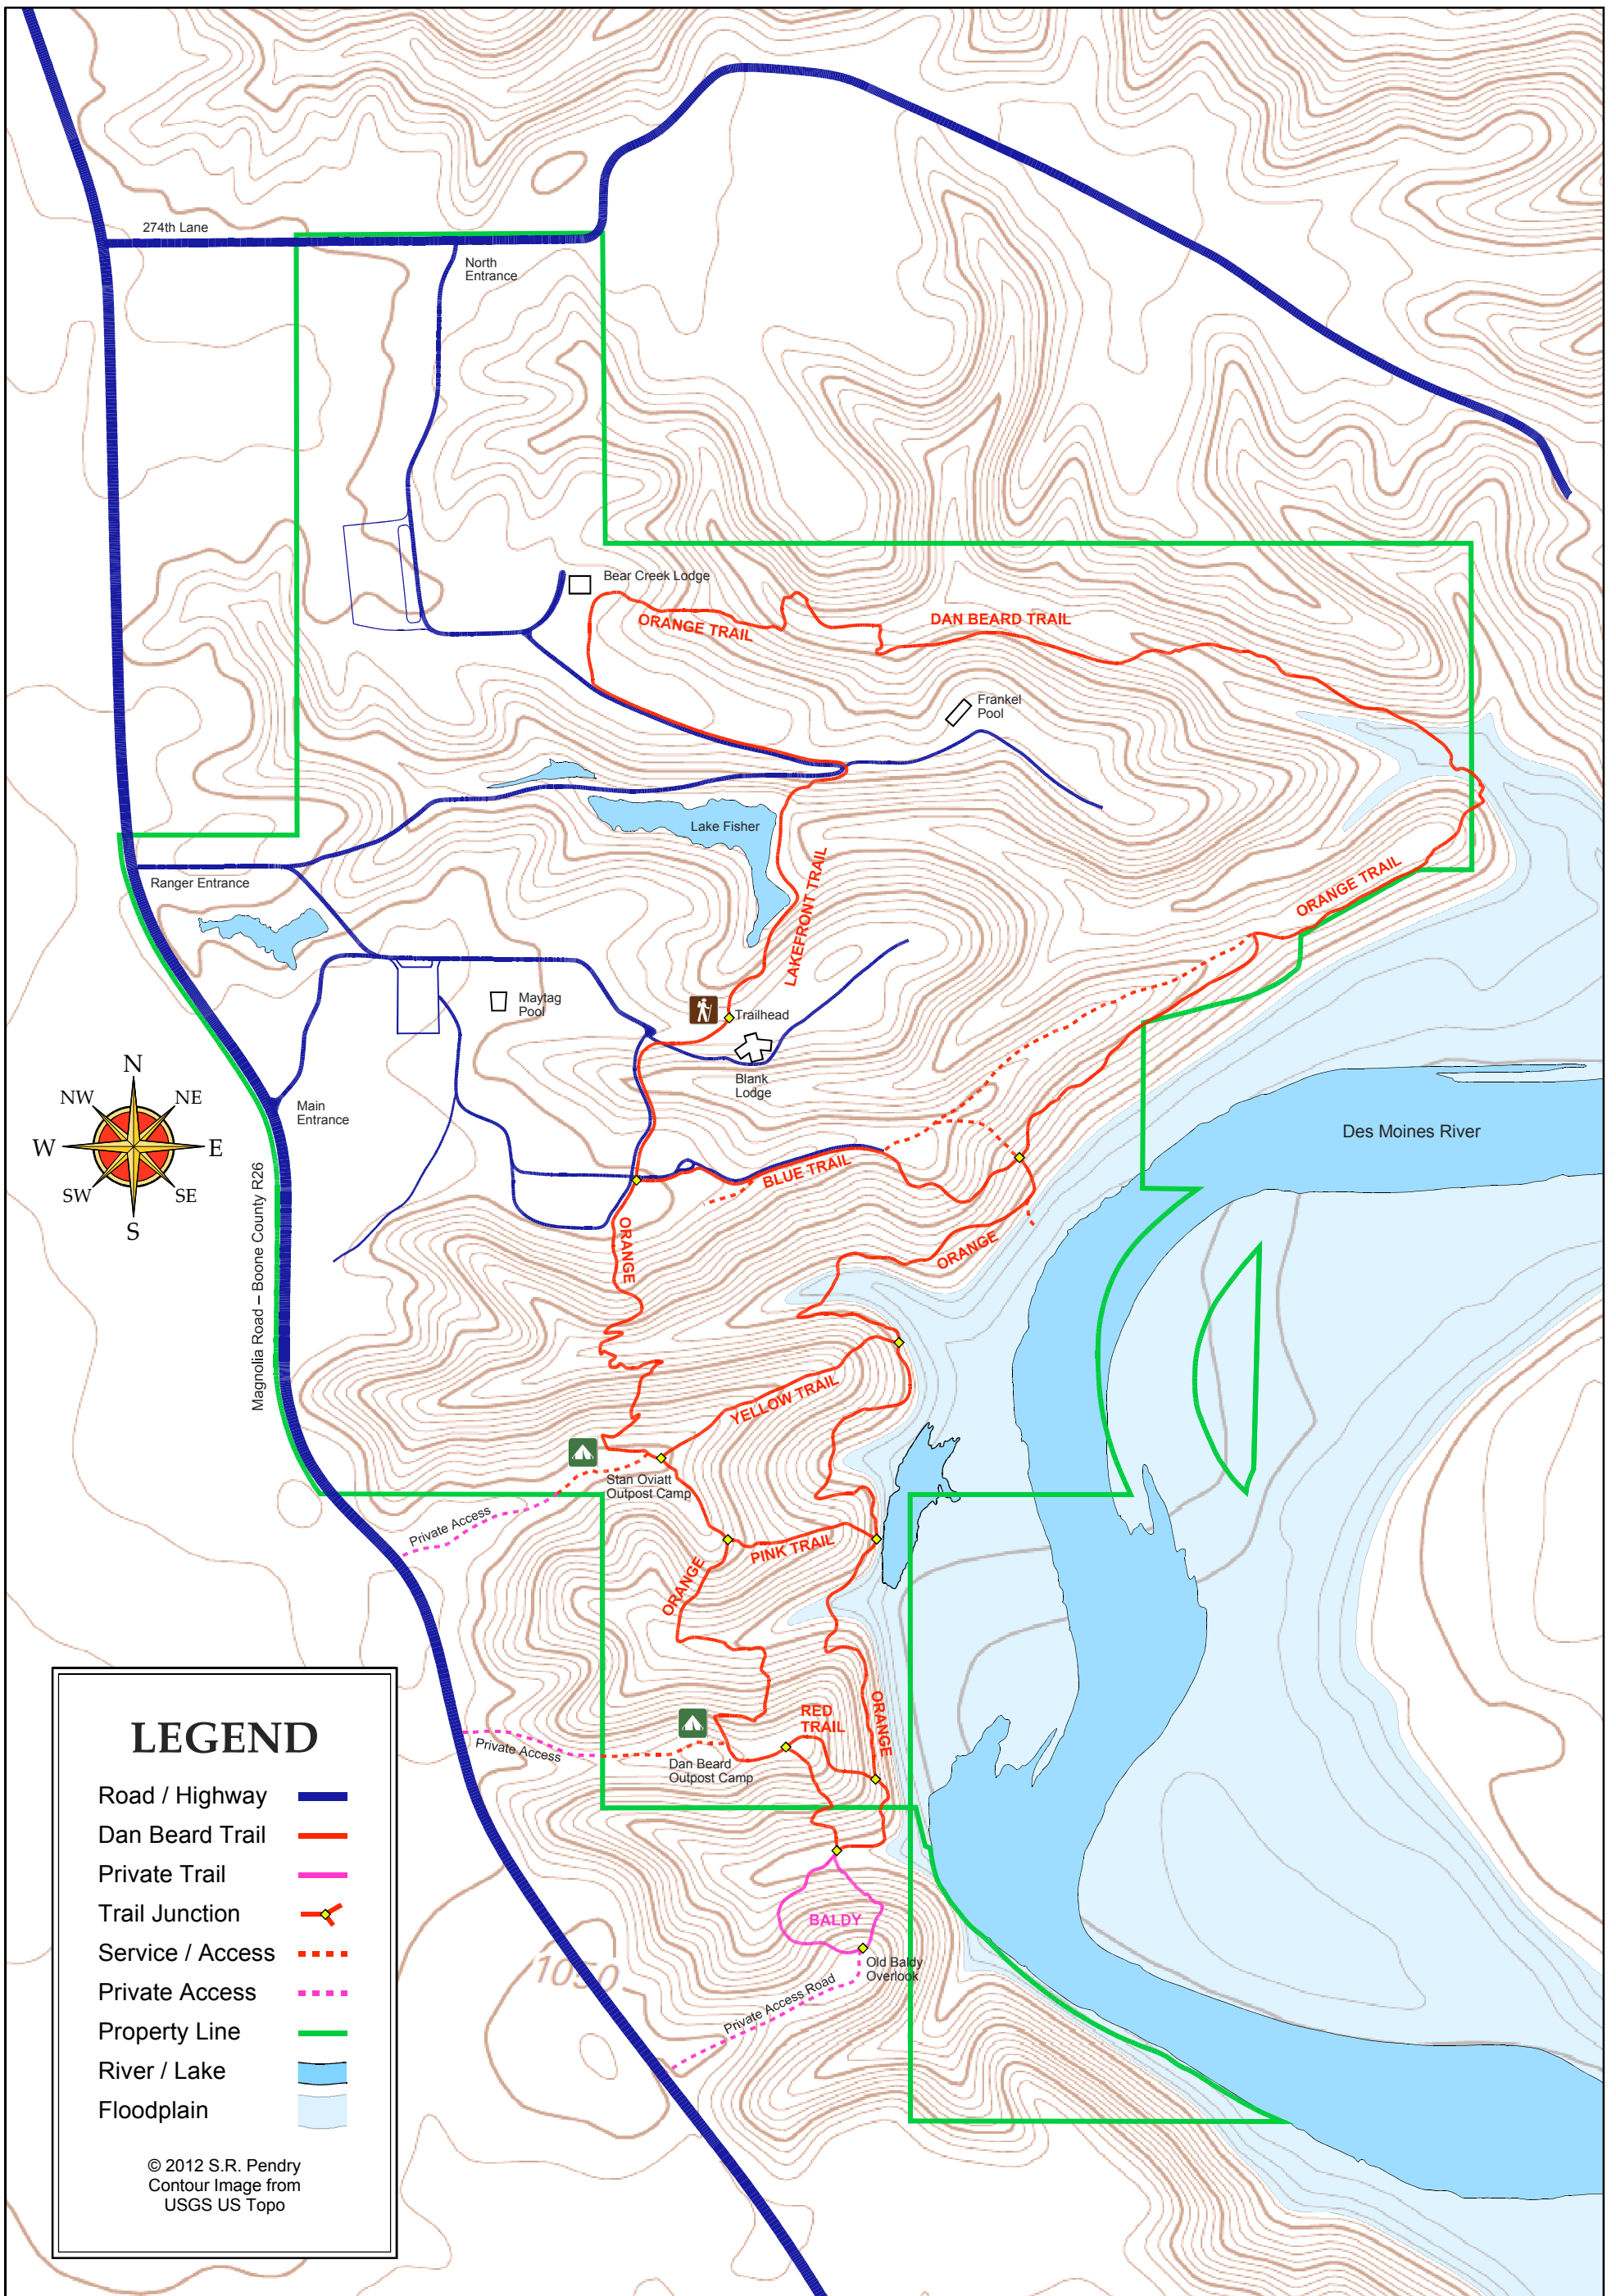 274th Lane
North
Entrance
Bear Creek Lodge
ORANGE TRAIL
DAN BEARD TRAIL
Frankel
Pool
Lake Fisher
LAKEFRONT TRAIL
Ranger Entrance
ORANGE TRAIL
Maytag
Pool
Trailhead
Blank
Lodge
Main
Entrance
N
NW
NE
W
E
SW
SE
S
Des Moines River
Magnolia Road – Boone County R26
BLUE TRAIL
ORANGE
ORANGE
YELLOW TRAIL
Stan Oviatt
Outpost Camp
Private Access
PINK TRAIL
ORANGE
RED
TRAIL
ORANGE
Private Access
Dan Beard
Outpost Camp
BALDY
Old Baldy
Overlook
Private Access Road
1050
LEGEND
Road / Highway
Dan Beard Trail
Private Trail
Trail Junction
Service / Access
Private Access
Property Line
River / Lake
Floodplain
© 2012 S.R. Pendry
Contour Image from
USGS US Topo